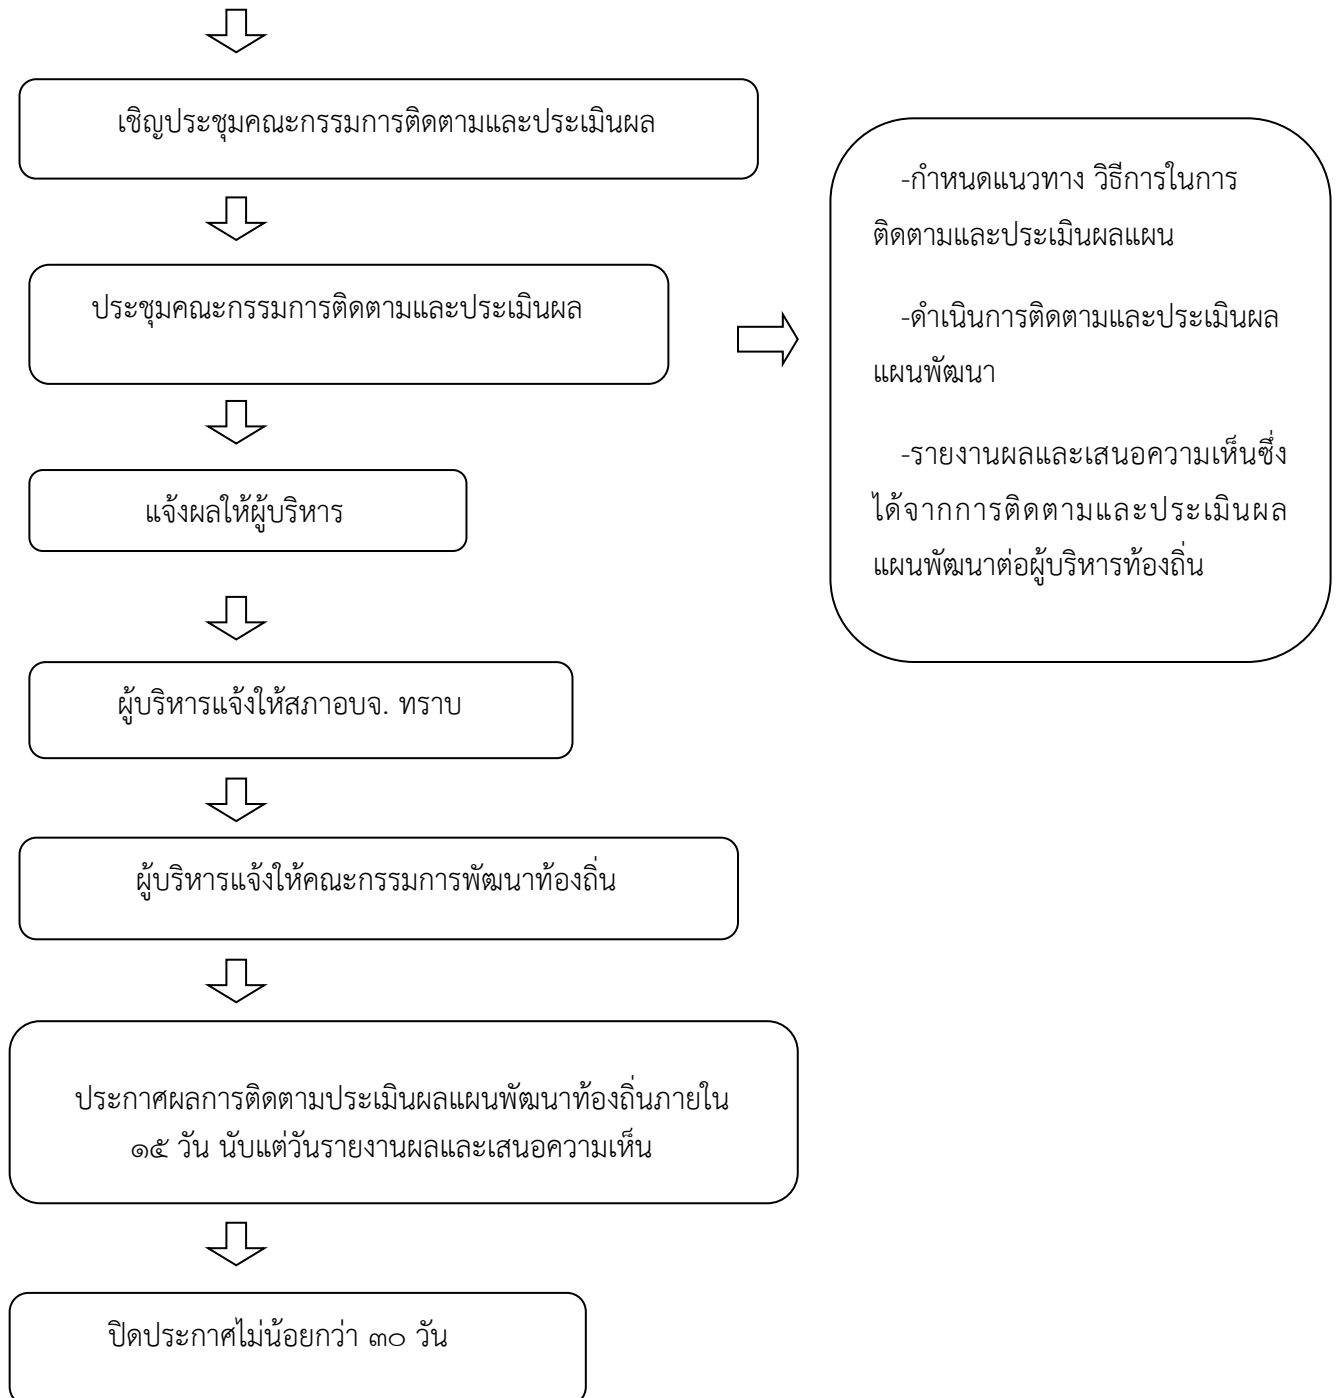 เชิญประชุมคณะกรรมการติดตามและประเมินผล
ประชุมคณะกรรมการติดตามและประเมินผล
-กำหนดแนวทาง วิธีการในการ
ติดตามและประเมินผลแผน
-ดำเนินการติดตามและประเมินผล
แผนพัฒนา
-รายงานผลและเสนอความเห็นซึ่ง
ได้จากการติดตามและประเมินผล
แผนพัฒนาต่อผู้บริหารท้องถิ่น
แจ้งผลให้ผู้บริหาร
ผู้บริหารแจ้งให้สภาอบจ. ทราบ
ผู้บริหารแจ้งให้คณะกรรมการพัฒนาท้องถิ่น
ประกาศผลการติดตามประเมินผลแผนพัฒนาท้องถิ่นภายใน
๑๕ วัน นับแต่วันรายงานผลและเสนอความเห็น
ปิดประกาศไม่น้อยกว่า ๓๐ วัน